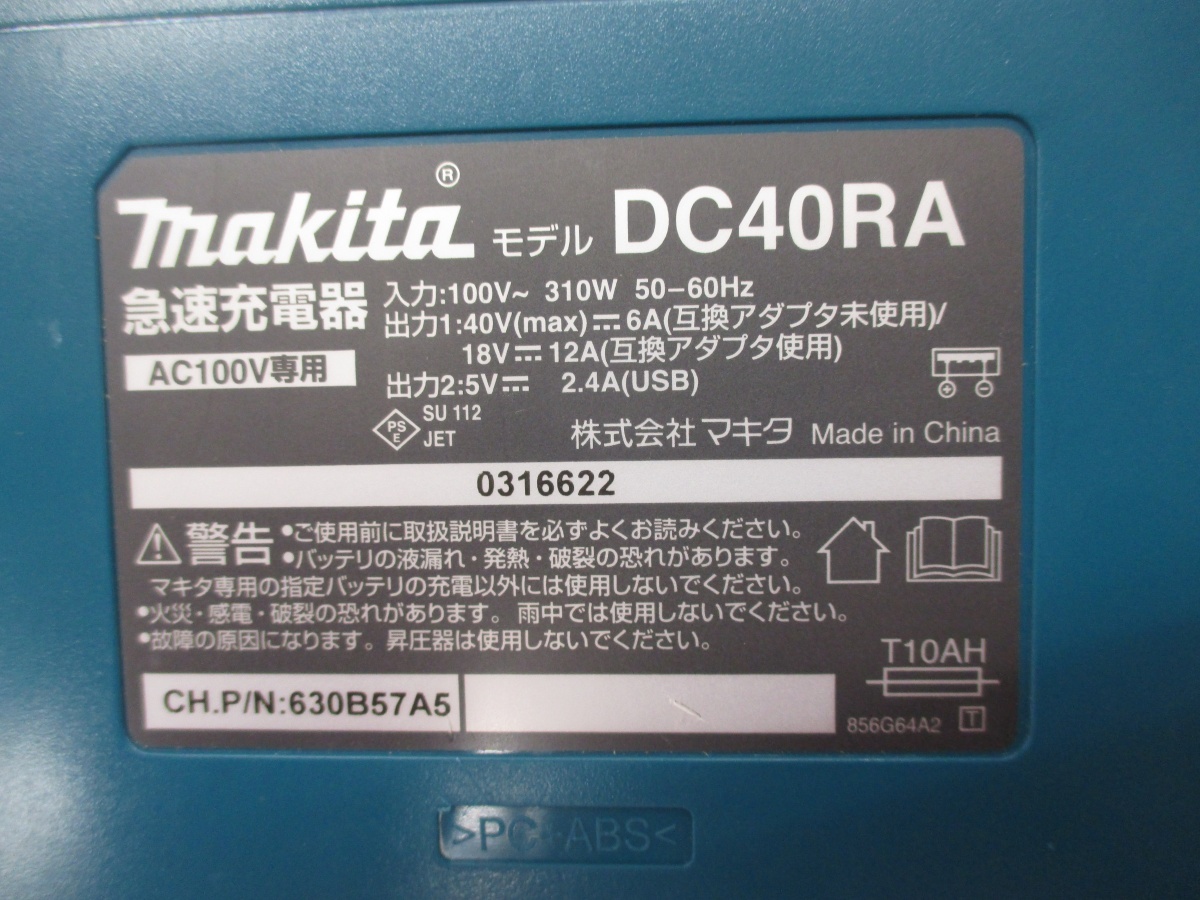 makita® モデル DC40RA
急速充電器
AC100V専用
入力:100V~ 310W 50-60Hz
出力1:40V(max)⎓6A(互換アダプタ未使用)/
18V⎓12A(互換アダプタ使用)
出力2:5V⎓ 2.4A(USB)
PS
E
SU 112
JET
株式会社マキタ Made in China
0316622
警告 •ご使用前に取扱説明書を必ずよくお読みください。
•バッテリの液漏れ・発熱・破裂の恐れがあります。
マキタ専用の指定バッテリの充電以外には使用しないでください。
•火災・感電・破裂の恐れがあります。雨中では使用しないでください。
•故障の原因になります。昇圧器は使用しないでください。
T10AH
CH.P/N:630B57A5
856G64A2 T
>PC+ABS<